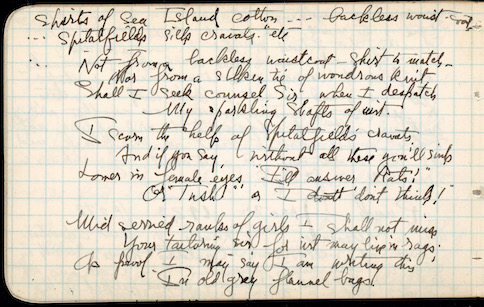 Shirts of Sea Island cotton --- backless waist-coat
... Spitalfields silk cravats. etc
Not from a backless waistcoat - shirt to match -
Nor from a silken tie of wondrous knit
Shall I seek counsel Sir when I despatch
My sparkling shafts of wit.
I scorn the help of Spitalfields cravats,
And if you say, "without all these you'll sink
Lower in female eyes, I'll answer "Rats!"
Or "Tush!" or I don't think!"
Mid serried ranks of girls I shall not miss
Your tailoring sir for wit may live in rags.
As proof I may say I am writing this
In old grey flannel bags.